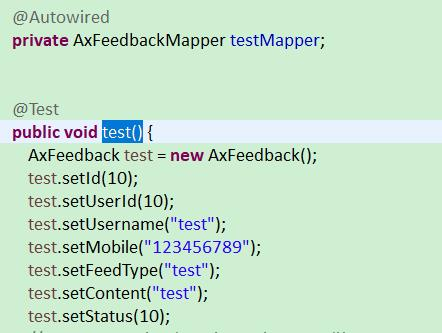 @Autowired
private AxFeedbackMapper testMapper;
@Test
public void test() {
AxFeedback test = new AxFeedback();
test.setId(10);
test.setUserId(10);
test.setUsername("test");
test.setMobile("123456789");
test.setFeedType("test");
test.setContent("test");
test.setStatus(10);